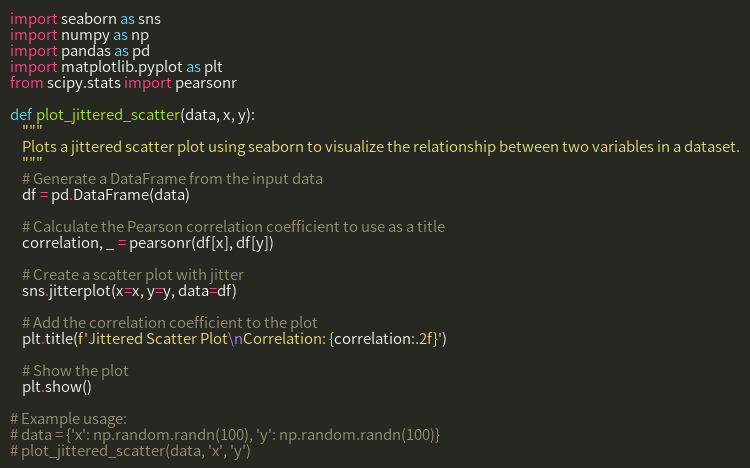 import seaborn as sns
import numpy as np
import pandas as pd
import matplotlib.pyplot as plt
from scipy.stats import pearsonr

def plot_jittered_scatter(data, x, y):
    """
    Plots a jittered scatter plot using seaborn to visualize the relationship between two variables in a dataset.
    """
    # Generate a DataFrame from the input data
    df = pd.DataFrame(data)

    # Calculate the Pearson correlation coefficient to use as a title
    correlation, _ = pearsonr(df[x], df[y])

    # Create a scatter plot with jitter
    sns.jitterplot(x=x, y=y, data=df)

    # Add the correlation coefficient to the plot
    plt.title(f'Jittered Scatter Plot\nCorrelation: {correlation:.2f}')

    # Show the plot
    plt.show()

# Example usage:
# data = {'x': np.random.randn(100), 'y': np.random.randn(100)}
# plot_jittered_scatter(data, 'x', 'y')